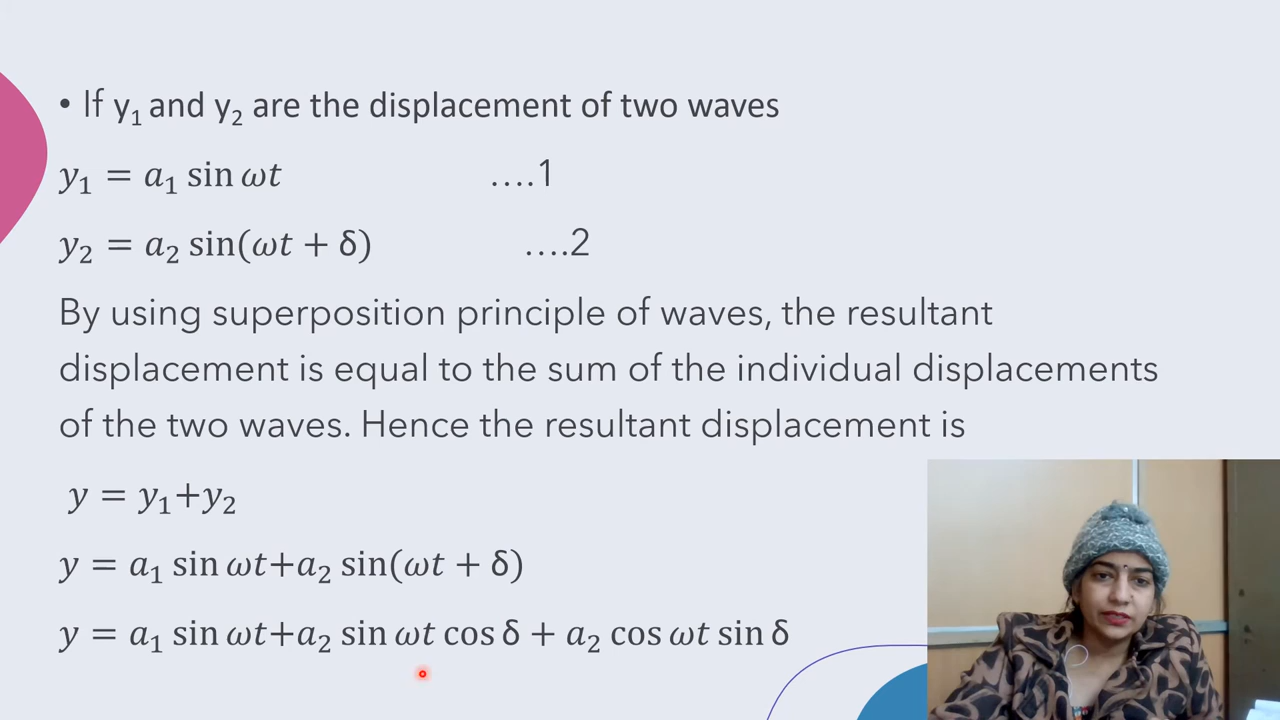 • If y₁ and y₂ are the displacement of two waves
y₁ = a₁ sin ωt ....1
y₂ = a₂ sin(ωt + δ) ....2
By using superposition principle of waves, the resultant
displacement is equal to the sum of the individual displacements
of the two waves. Hence the resultant displacement is
y = y₁+y₂
y = a₁ sin ωt+a₂ sin(ωt + δ)
y = a₁ sin ωt+a₂ sin ωt cos δ + a₂ cos ωt sin δ